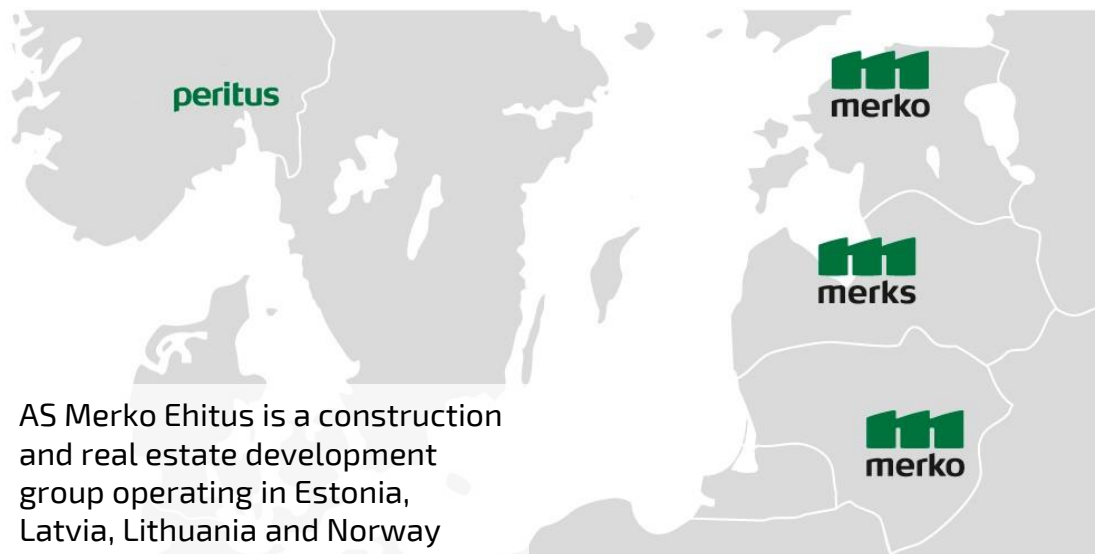 peritus
merko
merks
merko
AS Merko Ehitus is a construction
and real estate development
group operating in Estonia,
Latvia, Lithuania and Norway